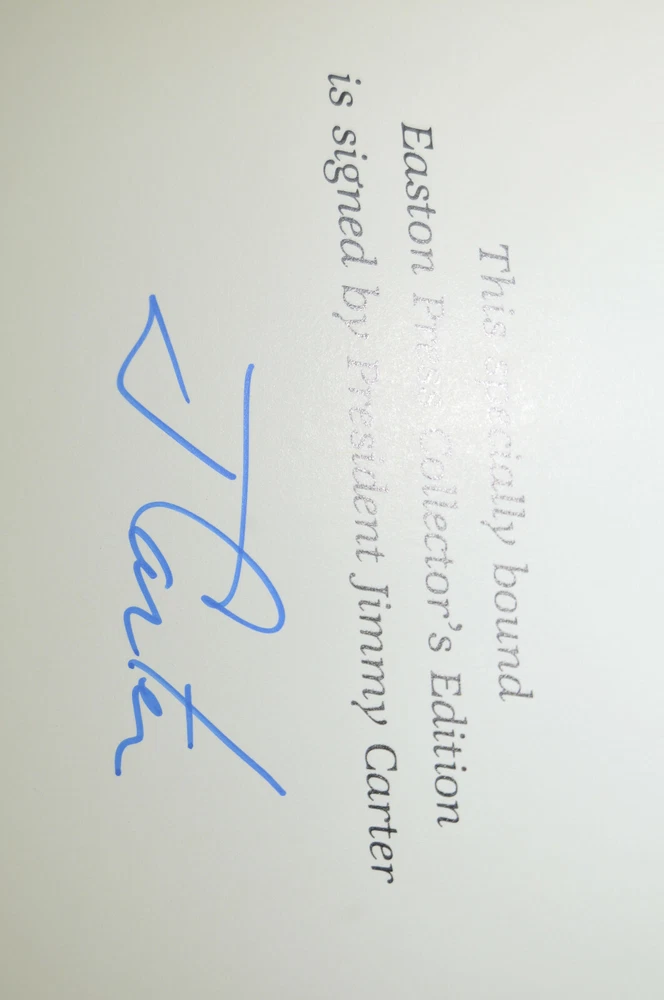 This specially bound
Easton Press Collector's Edition
is signed by President Jimmy Carter
J Carter